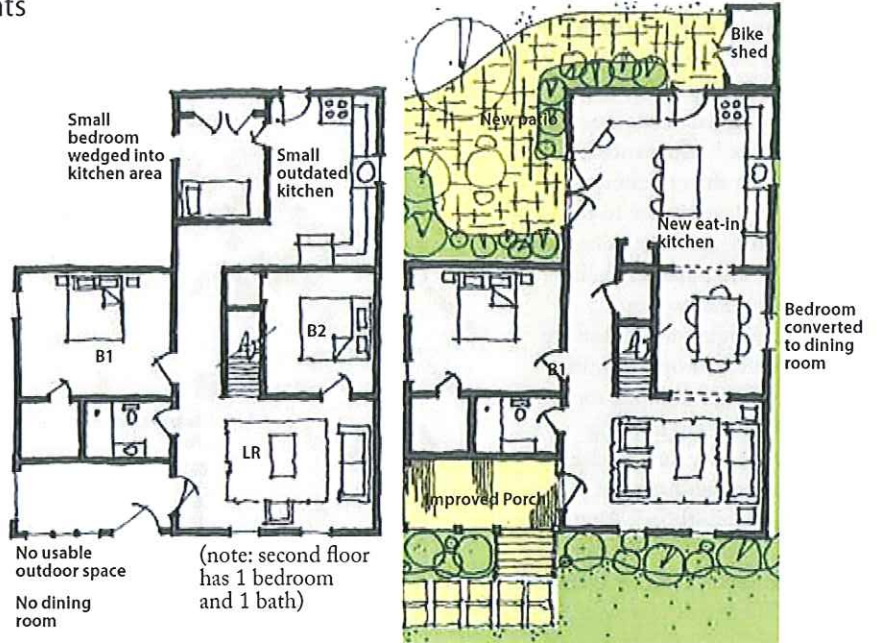 nts
Small
bedroom
wedged into
kitchen area
Small
outdated
kitchen
B1
B2
LR
No usable
outdoor space
No dining
room
(note: second floor
has 1 bedroom
and 1 bath)
Bike
shed
New patio
New eat-in
kitchen
B1
Bedroom
converted
to dining
room
Improved Porch